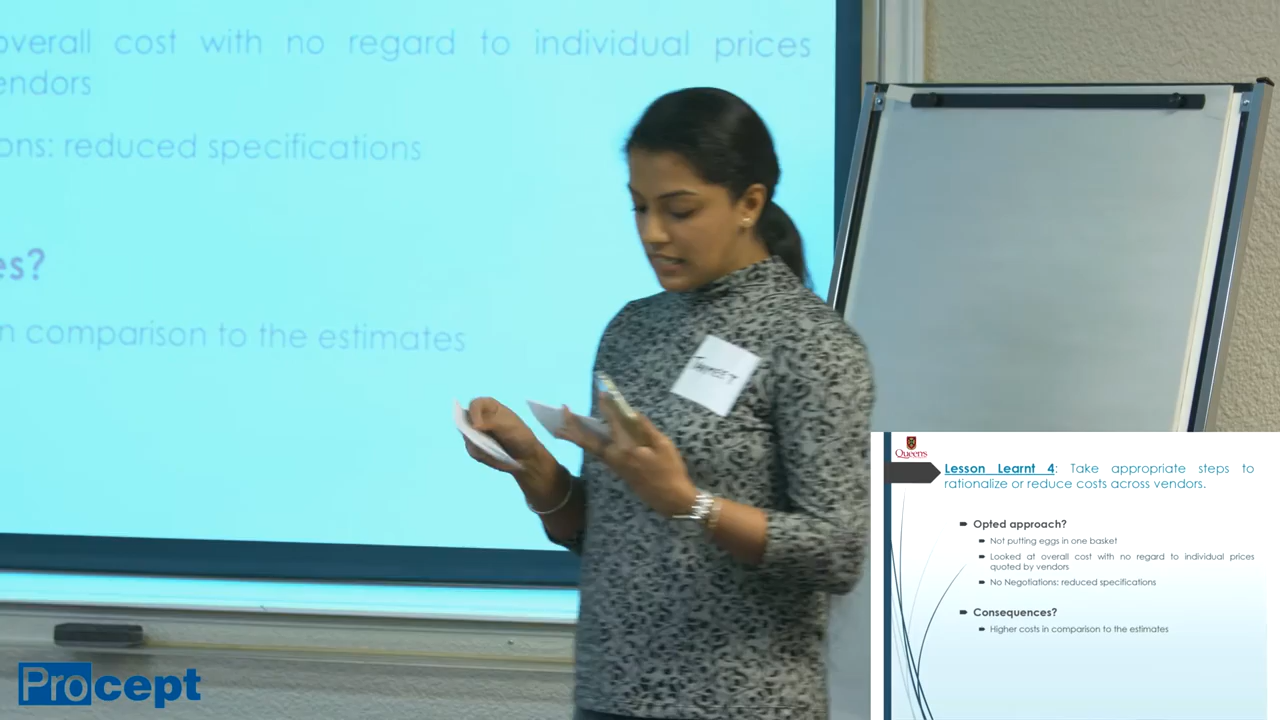 overall cost with no regard to individual prices
endors
ons: reduced specifications
es?
n comparison to the estimates
Procept
Queens
Lesson Learnt 4: Take appropriate steps to
rationalize or reduce costs across vendors.
Opted approach?
Not putting eggs in one basket
Looked at overall cost with no regard to individual prices
quoted by vendors
No Negotiations: reduced specifications
Consequences?
Higher costs in comparison to the estimates